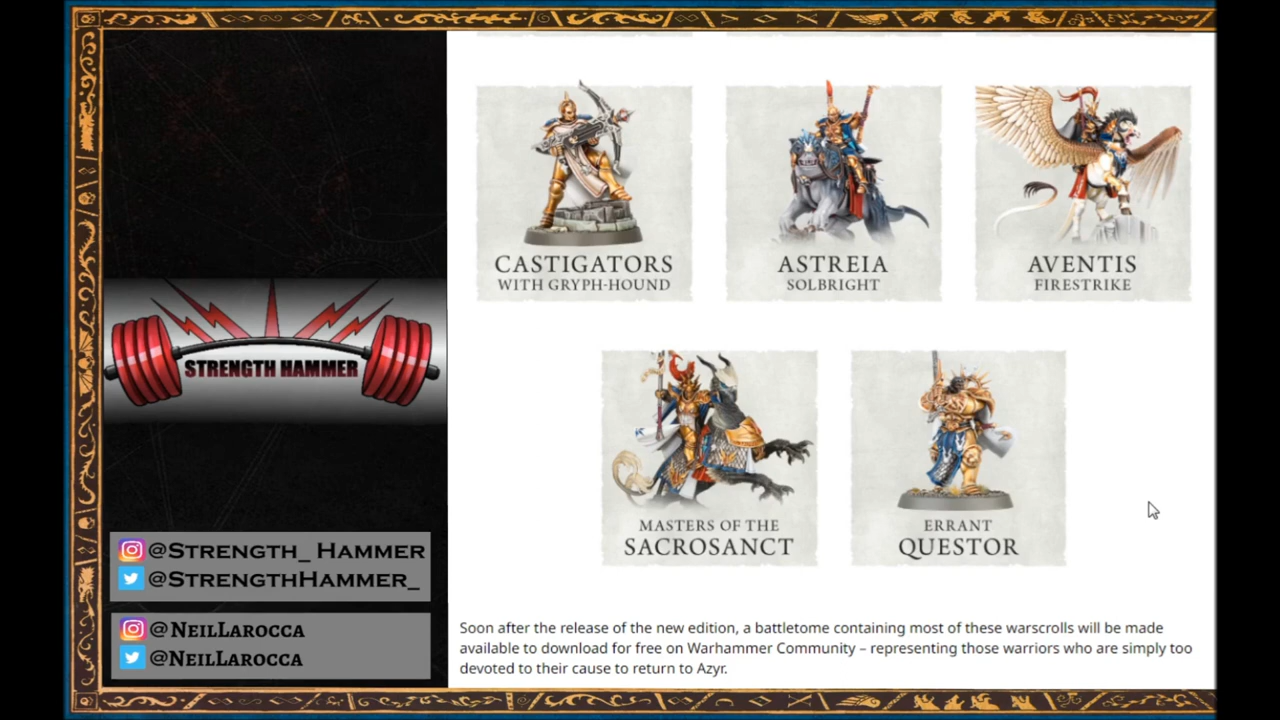 CASTIGATORS
WITH GRYPH-HOUND
ASTREIA
SOLBRIGHT
AVENTIS
FIRESTRIKE
STRENGTH HAMMER
MASTERS OF THE
SACROSANCT
ERRANT
QUESTOR
@STRENGTH_HAMMER
@STRENGTHHAMMER_
@NEILLAROCCA
@NEILLAROCCA
Soon after the release of the new edition, a battletome containing most of these warscrolls will be made
available to download for free on Warhammer Community – representing those warriors who are simply too
devoted to their cause to return to Azyr.